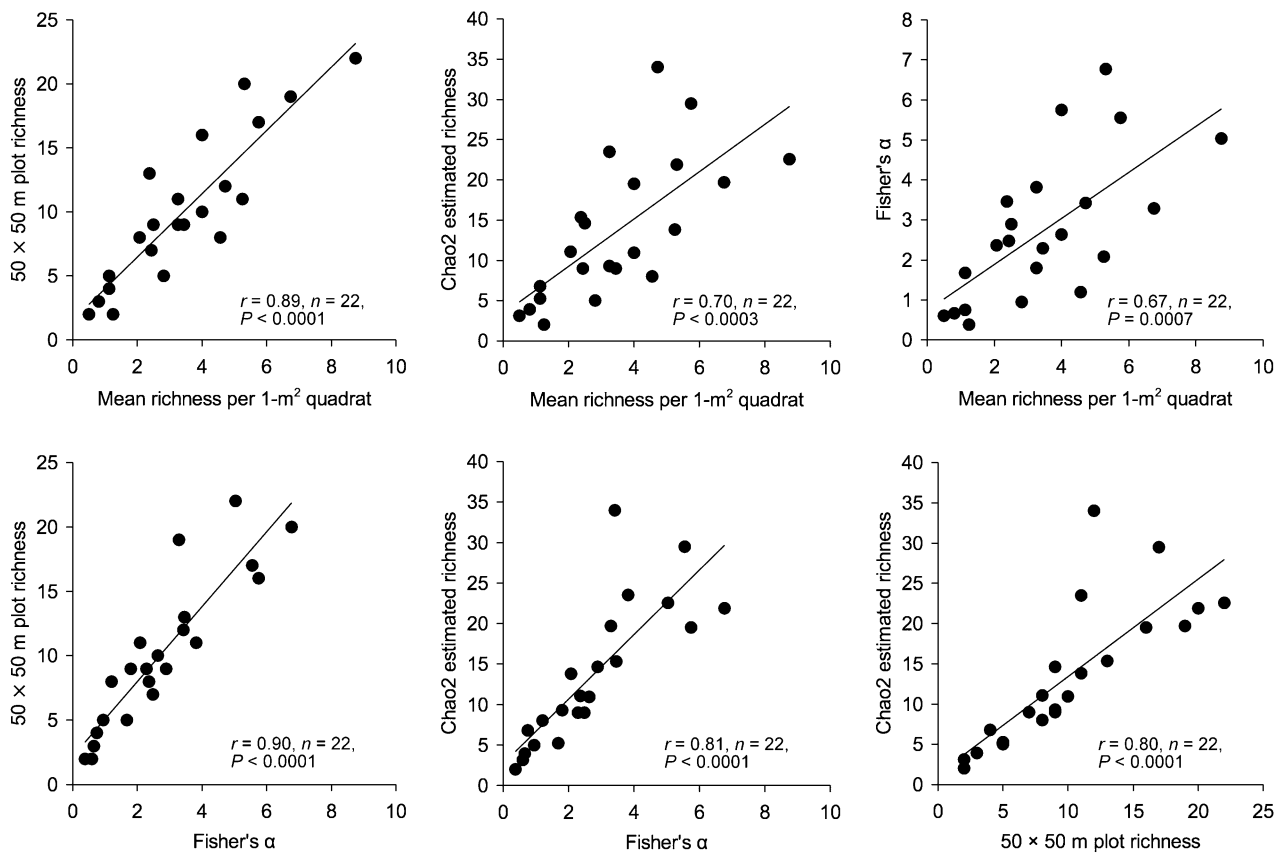 25
20
15
10
5
0
50 × 50 m plot richness
r = 0.89, n = 22,
P < 0.0001
0 2 4 6 8 10
Mean richness per 1-m² quadrat
40
35
30
25
20
15
10
5
0
Chao2 estimated richness
r = 0.70, n = 22,
P < 0.0003
0 2 4 6 8 10
Mean richness per 1-m² quadrat
8
7
6
5
4
3
2
1
0
Fisher's α
r = 0.67, n = 22,
P = 0.0007
0 2 4 6 8 10
Mean richness per 1-m² quadrat
25
20
15
10
5
0
50 × 50 m plot richness
r = 0.90, n = 22,
P < 0.0001
0 2 4 6 8 10
Fisher's α
40
35
30
25
20
15
10
5
0
Chao2 estimated richness
r = 0.81, n = 22,
P < 0.0001
0 2 4 6 8 10
Fisher's α
40
35
30
25
20
15
10
5
0
Chao2 estimated richness
r = 0.80, n = 22,
P < 0.0001
0 5 10 15 20 25
50 × 50 m plot richness